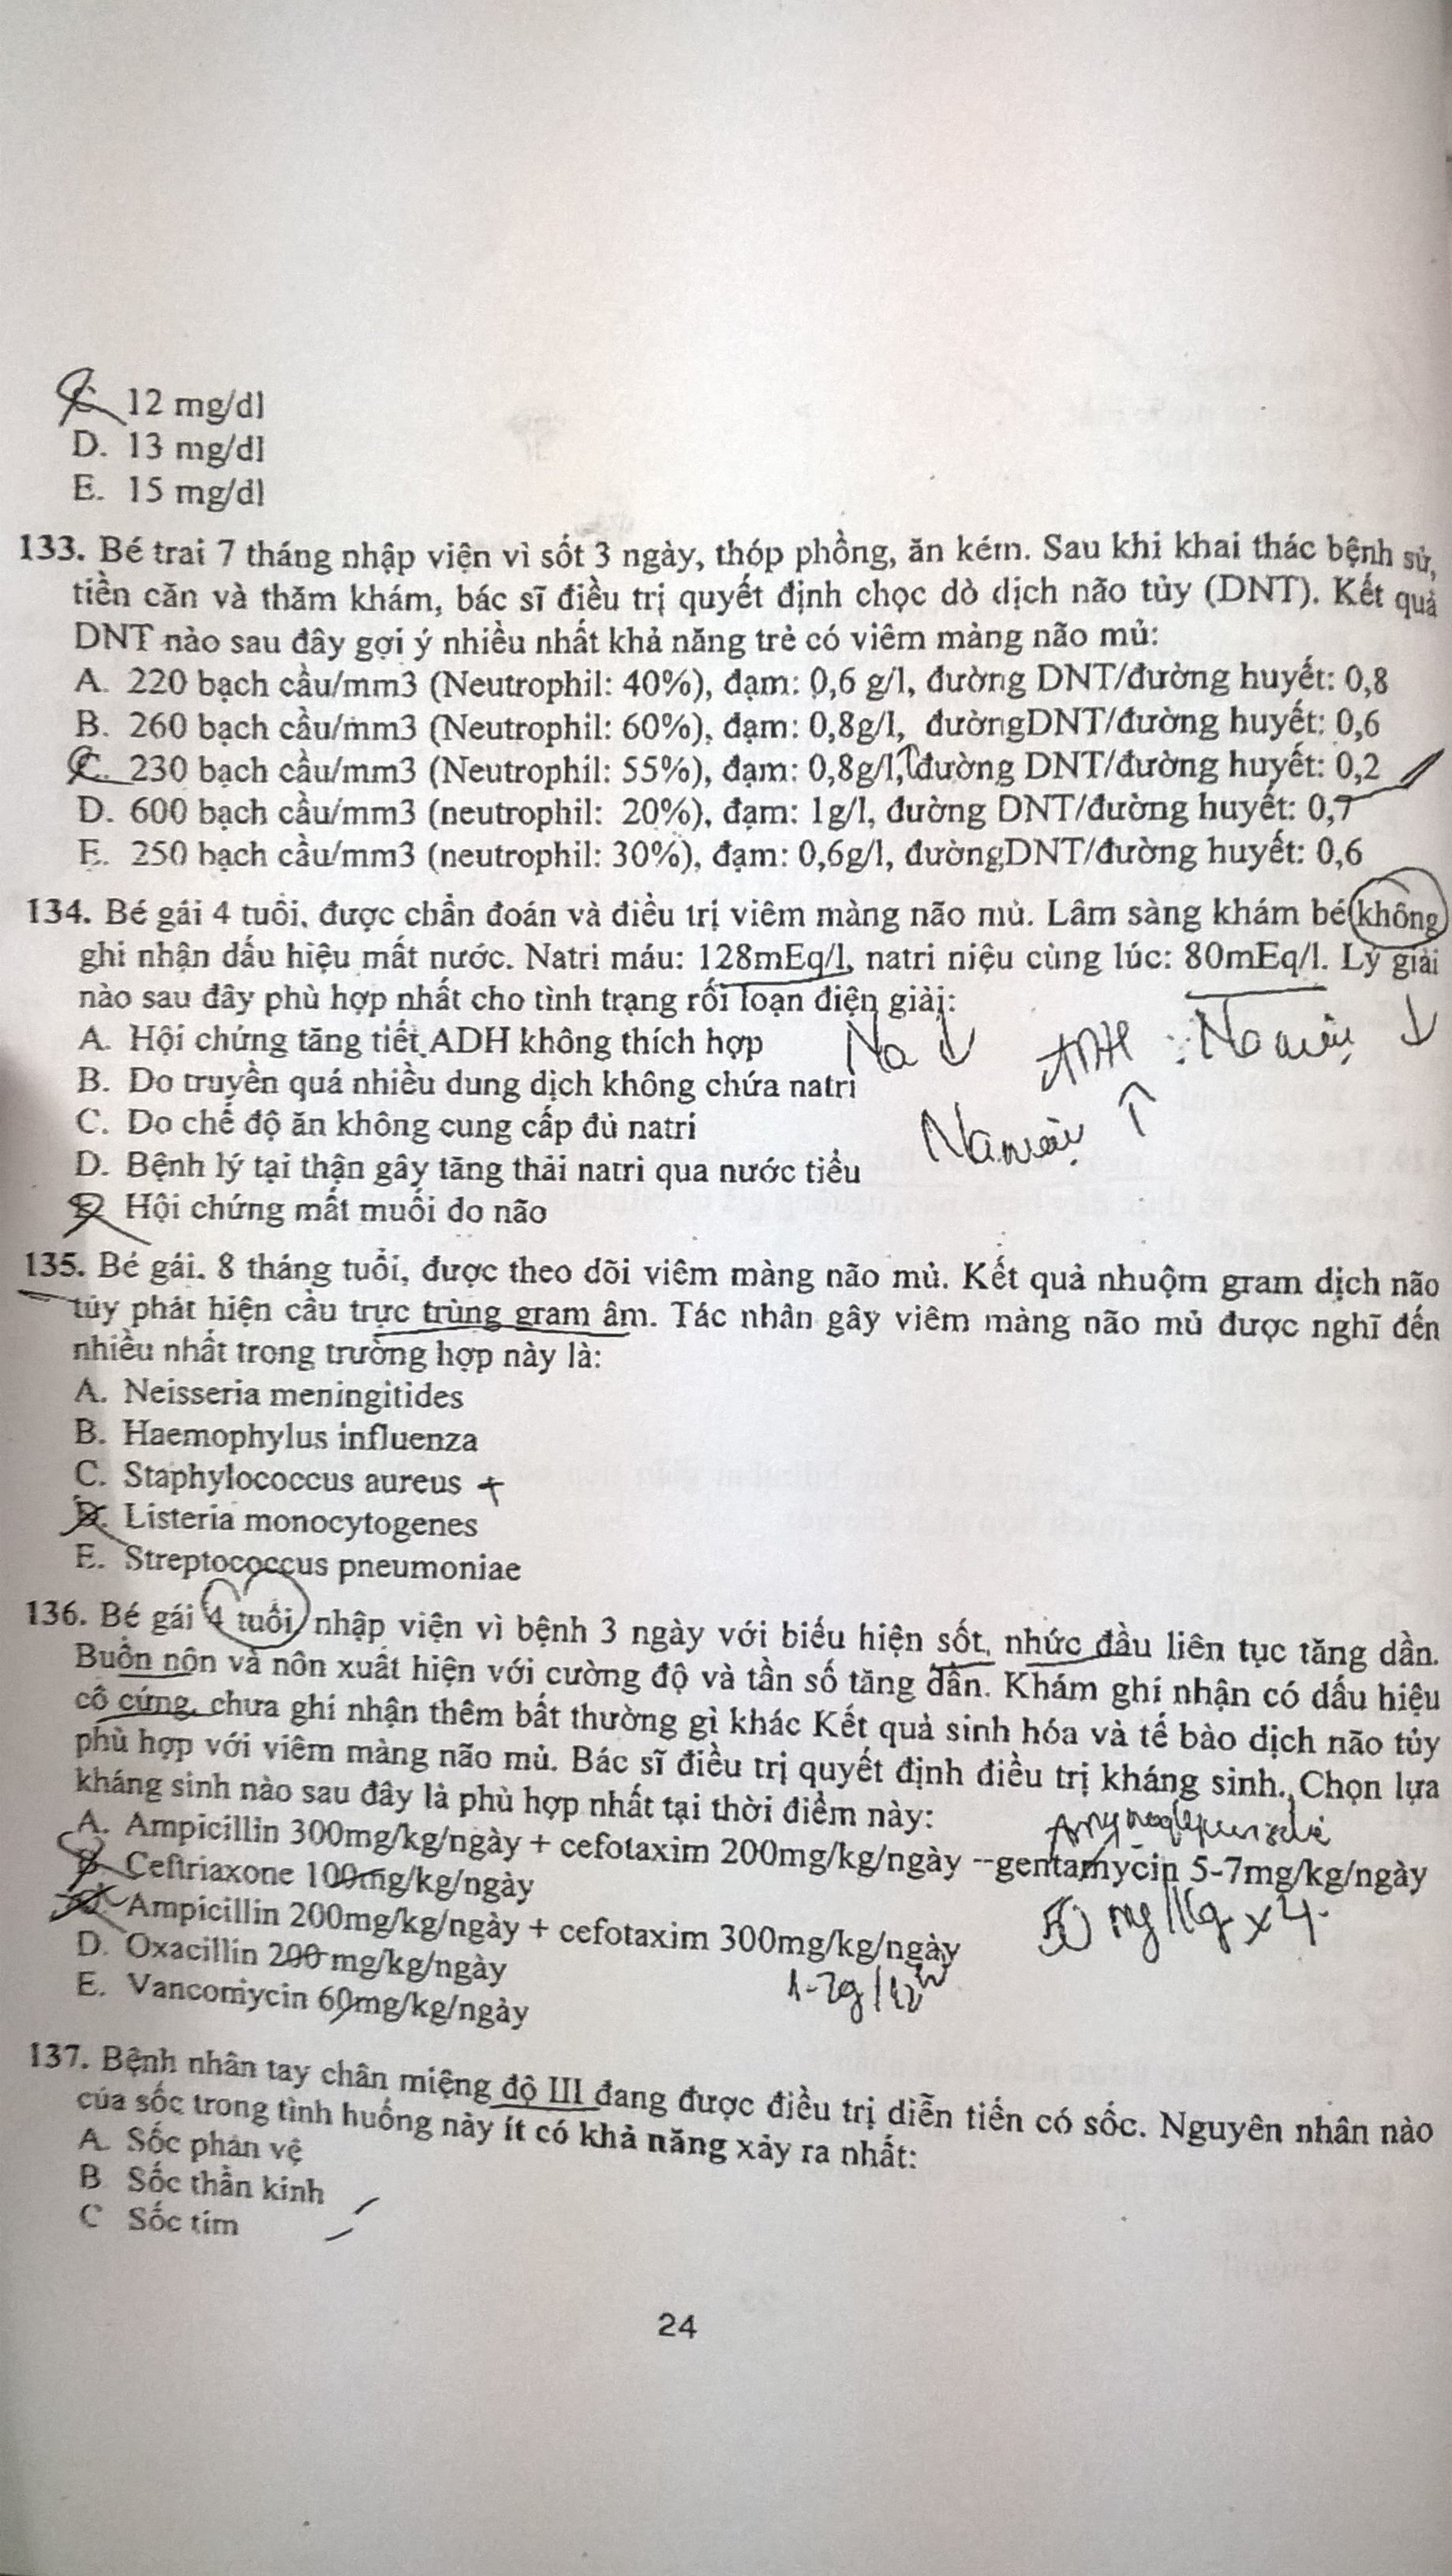 C. 12 mg/dl
D. 13 mg/dl
E. 15 mg/dl
133. Bé trai 7 tháng nhập viện vì sốt 3 ngày, thóp phồng, ăn kém. Sau khi khai thác bệnh sử,
tiền căn và thăm khám, bác sĩ điều trị quyết định chọc dò dịch não tủy (DNT). Kết quả
DNT nào sau đây gợi ý nhiều nhất khả năng trẻ có viêm màng não mủ:
A. 220 bạch cầu/mm3 (Neutrophil: 40%), đạm: 0,6 g/l, đường DNT/đường huyết: 0,8
B. 260 bạch cầu/mm3 (Neutrophil: 60%), đạm: 0,8g/l, đườngDNT/đường huyết: 0,6
C. 230 bạch cầu/mm3 (Neutrophil: 55%), đạm: 0,8g/l, đường DNT/đường huyết: 0,2
D. 600 bạch cầu/mm3 (neutrophil: 20%), đạm: 1g/l, đường DNT/đường huyết: 0,7
E. 250 bạch cầu/mm3 (neutrophil: 30%), đạm: 0,6g/l, đườngDNT/đường huyết: 0,6
134. Bé gái 4 tuổi, được chẩn đoán và điều trị viêm màng não mủ. Lâm sàng khám bé không
ghi nhận dấu hiệu mất nước. Natri máu: 128mEq/l, natri niệu cùng lúc: 80mEq/l. Lý giải
nào sau đây phù hợp nhất cho tình trạng rối loạn điện giải:
A. Hội chứng tăng tiết ADH không thích hợp
Na ↓
ADH : Na niệu ↓
B. Do truyền quá nhiều dung dịch không chứa natri
C. Do chế độ ăn không cung cấp đủ natri
Na niệu ↑
D. Bệnh lý tại thận gây tăng thải natri qua nước tiểu
E. Hội chứng mất muối do não
135. Bé gái. 8 tháng tuổi, được theo dõi viêm màng não mủ. Kết quả nhuộm gram dịch não
tủy phát hiện cầu trực trùng gram âm. Tác nhân gây viêm màng não mủ được nghĩ đến
nhiều nhất trong trường hợp này là:
A. Neisseria meningitides
B. Haemophylus influenza
C. Staphylococcus aureus +
D. Listeria monocytogenes
E. Streptococcus pneumoniae
136. Bé gái 4 tuổi, nhập viện vì bệnh 3 ngày với biểu hiện sốt, nhức đầu liên tục tăng dần.
Buồn nôn và nôn xuất hiện với cường độ và tần số tăng dần. Khám ghi nhận có dấu hiệu
cổ cứng, chưa ghi nhận thêm bất thường gì khác Kết quả sinh hóa và tế bào dịch não tủy
phù hợp với viêm màng não mủ. Bác sĩ điều trị quyết định điều trị kháng sinh. Chọn lựa
kháng sinh nào sau đây là phù hợp nhất tại thời điểm này:
A. Ampicillin 300mg/kg/ngày + cefotaxim 200mg/kg/ngày --gentamycin 5-7mg/kg/ngày
B. Ceftriaxone 100mg/kg/ngày
C. Ampicillin 200mg/kg/ngày + cefotaxim 300mg/kg/ngày
50 mg/kg x 4
D. Oxacillin 200 mg/kg/ngày
E. Vancomycin 60mg/kg/ngày
137. Bệnh nhân tay chân miệng độ III đang được điều trị diễn tiến có sốc. Nguyên nhân nào
của sốc trong tình huống này ít có khả năng xảy ra nhất:
A. Sốc phản vệ
B Sốc thần kinh
C Sốc tim
24